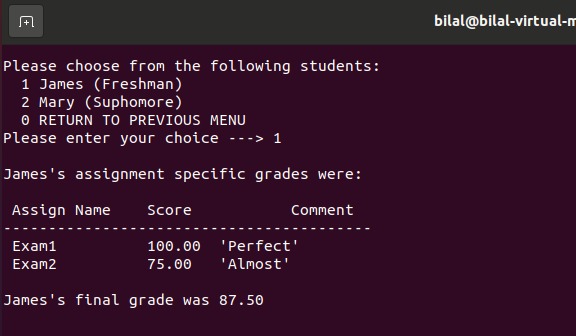 bilal@bilal-virtual-m
Please choose from the following students:
  1 James (Freshman)
  2 Mary (Suphomore)
  0 RETURN TO PREVIOUS MENU
Please enter your choice ---> 1
James's assignment specific grades were:
 Assign Name    Score           Comment
-----------------------------------------
 Exam1          100.00  'Perfect'
 Exam2          75.00   'Almost'
James's final grade was 87.50